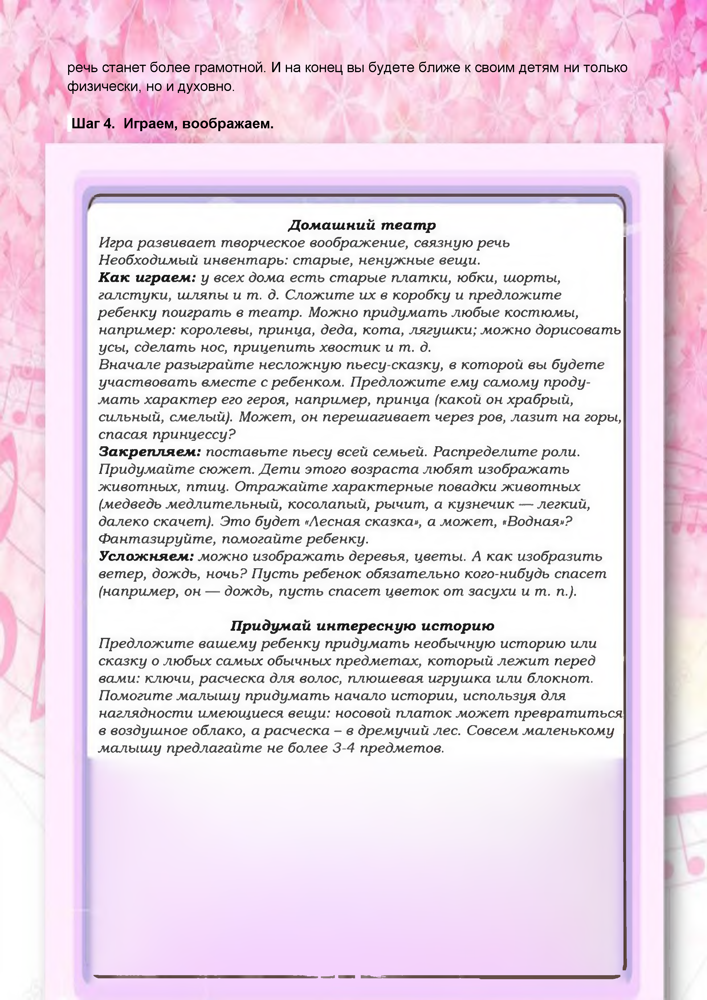 речь станет более грамотной. И на конец вы будете ближе к своим детям ни только
физически, но и духовно.
Шаг 4. Играем, воображаем.
Домашний театр
Игра развивает творческое воображение, связную речь
Необходимый инвентарь: старые, ненужные вещи.
Как играем: у всех дома есть старые платки, юбки, шорты,
галстуки, шляпы и т. д. Сложите их в коробку и предложите
ребенку поиграть в театр. Можно придумать любые костюмы,
например: королевы, принца, деда, кота, лягушки; можно дорисовать
усы, сделать нос, прицепить хвостик и т. д.
Вначале разыграйте несложную пьесу-сказку, в которой вы будете
участвовать вместе с ребенком. Предложите ему самому проду-
мать характер его героя, например, принца (какой он храбрый,
сильный, смелый). Может, он перешагивает через ров, лазит на горы,
спасая принцессу?
Закрепляем: поставьте пьесу всей семьей. Распределите роли.
Придумайте сюжет. Дети этого возраста любят изображать
животных, птиц. Отражайте характерные повадки животных
(медведь медлительный, косолапый, рычит, а кузнечик — легкий,
далеко скачет). Это будет «Лесная сказка», а может, «Водная»?
Фантазируйте, помогайте ребенку.
Усложняем: можно изображать деревья, цветы. А как изобразить
ветер, дождь, ночь? Пусть ребенок обязательно кого-нибудь спасет
(например, он — дождь, пусть спасет цветок от засухи и т. п.).
Придумай интересную историю
Предложите вашему ребенку придумать необычную историю или
сказку о любых самых обычных предметах, который лежит перед
вами: ключи, расческа для волос, плюшевая игрушка или блокнот.
Помогите малышу придумать начало истории, используя для
наглядности имеющиеся вещи: носовой платок может превратиться
в воздушное облако, а расческа – в дремучий лес. Совсем маленькому
малышу предлагайте не более 3-4 предметов.